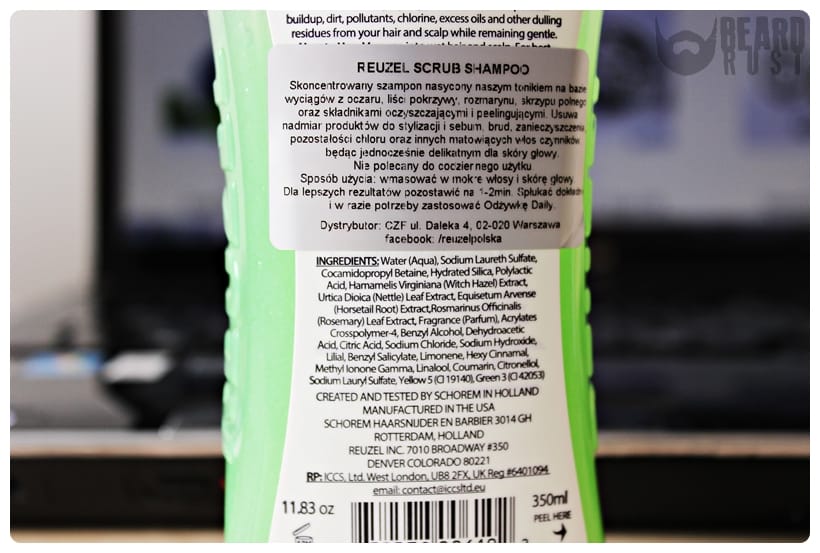 BEARD
RUST
buildup, dirt, pollutants, chlorine, excess oils and other dulling
residues from your hair and scalp while remaining gentle.
REUZEL SCRUB SHAMPOO
Skoncentrowany szampon nasycony naszym tonikiem na bazie
wyciągów z oczaru, liści pokrzywy, rozmarynu, skrzypu polnego
oraz składnikami oczyszczającymi i peelingującymi. Usuwa
nadmiar produktów do stylizacji i sebum, brud, zanieczyszczenia,
pozostałości chloru oraz innych matowiących włos czynników
będąc jednocześnie delikatnym dla skóry głowy.
Nie polecany do codziennego użytku.
Sposób użycia: wmasować w mokre włosy i skórę głowy.
Dla lepszych rezultatów pozostawić na 1-2min. Spłukać
i w razie potrzeby zastosować Odżywkę Daily.
Dystrybutor: CZF ul. Daleka 4, 02-020 Warszawa
facebook: /reuzelpolska
INGREDIENTS: Water (Aqua), Sodium Laureth Sulfate,
Cocamidopropyl Betaine, Hydrated Silica, Polylactic
Acid, Hamamelis Virginiana (Witch Hazel) Extract,
Urtica Dioica (Nettle) Leaf Extract, Equisetum Arvense
(Horsetail Root) Extract,Rosmarinus Officinalis
(Rosemary) Leaf Extract, Fragrance (Parfum), Acrylates
Crosspolymer-4, Benzyl Alcohol, Dehydroacetic
Acid, Citric Acid, Sodium Chloride, Sodium Hydroxide,
Lilial, Benzyl Salicylate, Limonene, Hexy Cinnamal,
Methyl Ionone Gamma, Linalool, Coumarin, Citronellol,
Sodium Lauryl Sulfate, Yellow 5 (CI 19140), Green 3 (CI 42053)
CREATED AND TESTED BY SCHOREM IN HOLLAND
MANUFACTURED IN THE USA
SCHOREM HAARSNIJDER EN BARBIER 3014 GH
ROTTERDAM, HOLLAND
REUZEL INC. 7010 BROADWAY #350
DENVER COLORADO 80221
RP: ICCS, Ltd. West London, UB8 2FX, UK Reg #6401094
email: contact@iccsltd.eu
11.83 oz
350ml
PEEL HERE